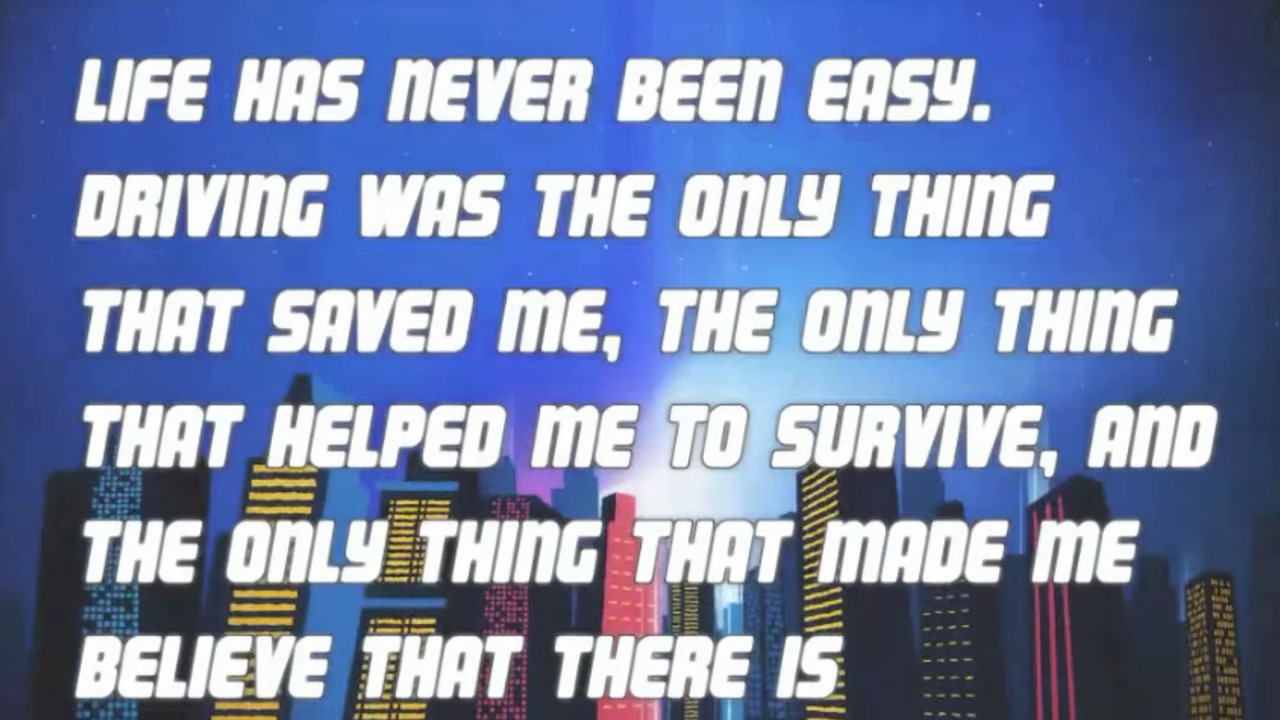 LIFE HAS NEVER BEEN EASY.
DRIVING WAS THE ONLY THING
THAT SAVED ME, THE ONLY THING
THAT HELPED ME TO SURVIVE, AND
THE ONLY THING THAT MADE ME
BELIEVE THAT THERE IS